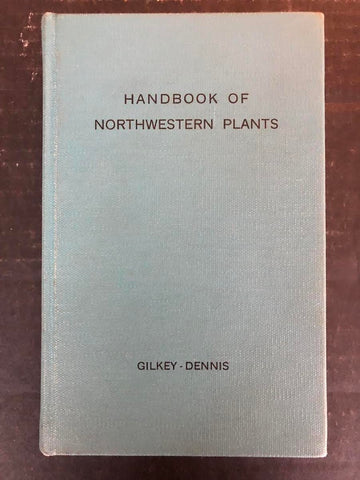 HANDBOOK OF
NORTHWESTERN PLANTS
GILKEY-DENNIS